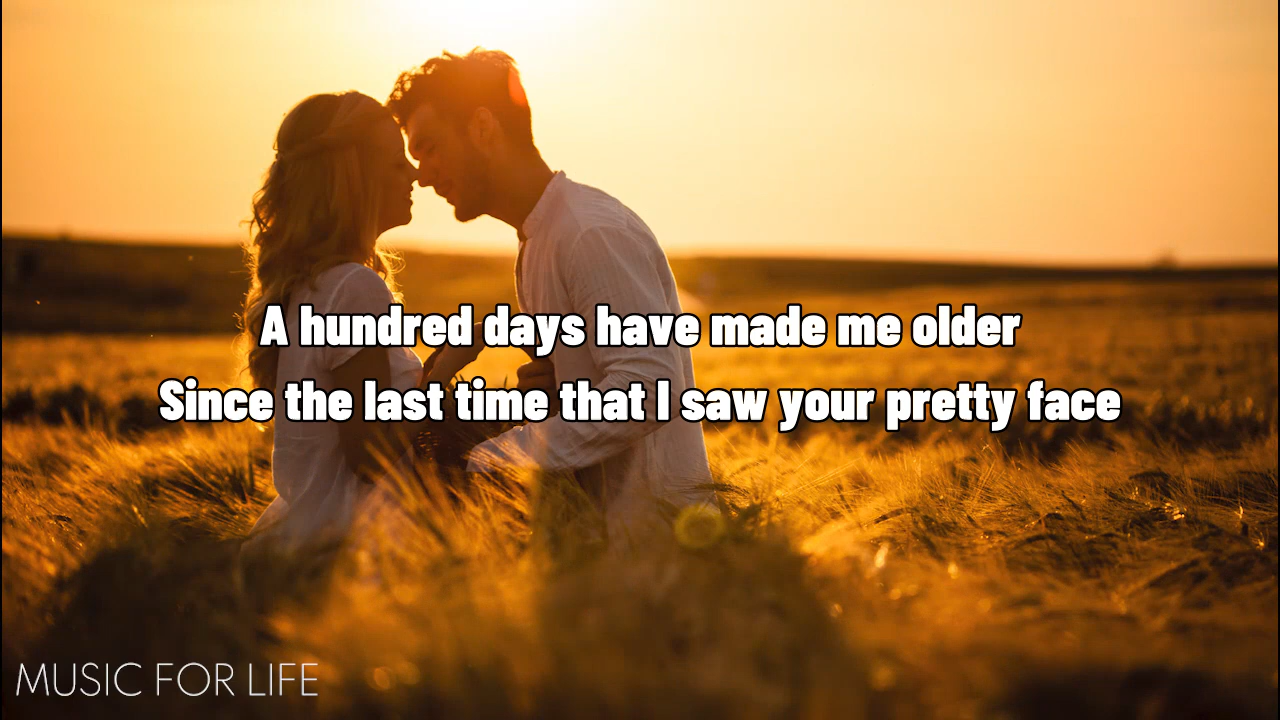 A hundred days have made me older
Since the last time that I saw your pretty face
MUSIC FOR LIFE